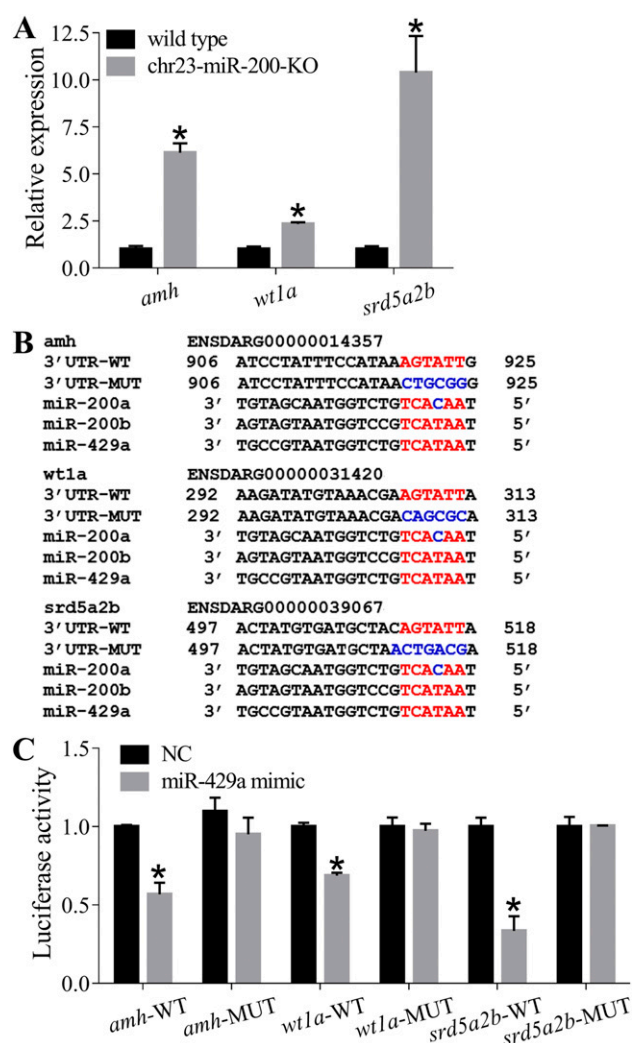 A
12.5
10.0
7.5
5.0
2.5
0.0
Relative expression
wild type
chr23-miR-200-KO
* * *
amh wt1a srd5a2b
B
amh ENSDARG00000014357
3′UTR-WT 906 ATCCTATTTCCATAAAGTATTG 925
3′UTR-MUT 906 ATCCTATTTCCATAACTGCGGG 925
miR-200a 3′ TGTAGCAATGGTCTGTCACAAT 5′
miR-200b 3′ AGTAGTAATGGTCCGTCATAAT 5′
miR-429a 3′ TGCCGTAATGGTCTGTCATAAT 5′
wt1a ENSDARG00000031420
3′UTR-WT 292 AAGATATGTAAACGAAGTATTA 313
3′UTR-MUT 292 AAGATATGTAAACGACAGCGCA 313
miR-200a 3′ TGTAGCAATGGTCTGTCACAAT 5′
miR-200b 3′ AGTAGTAATGGTCCGTCATAAT 5′
miR-429a 3′ TGCCGTAATGGTCTGTCATAAT 5′
srd5a2b ENSDARG00000039067
3′UTR-WT 497 ACTATGTGATGCTACAGTATTA 518
3′UTR-MUT 497 ACTATGTGATGCTAACTGACGA 518
miR-200a 3′ TGTAGCAATGGTCTGTCACAAT 5′
miR-200b 3′ AGTAGTAATGGTCCGTCATAAT 5′
miR-429a 3′ TGCCGTAATGGTCTGTCATAAT 5′
C
1.5
1.0
0.5
0.0
Luciferase activity
NC
miR-429a mimic
* * *
amh-WT amh-MUT wt1a-WT wt1a-MUT srd5a2b-WT srd5a2b-MUT